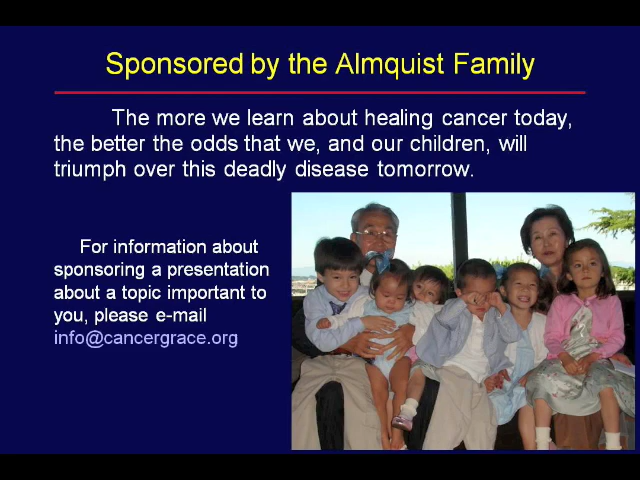 Sponsored by the Almquist Family
The more we learn about healing cancer today,
the better the odds that we, and our children, will
triumph over this deadly disease tomorrow.
For information about
sponsoring a presentation
about a topic important to
you, please e-mail
info@cancergrace.org